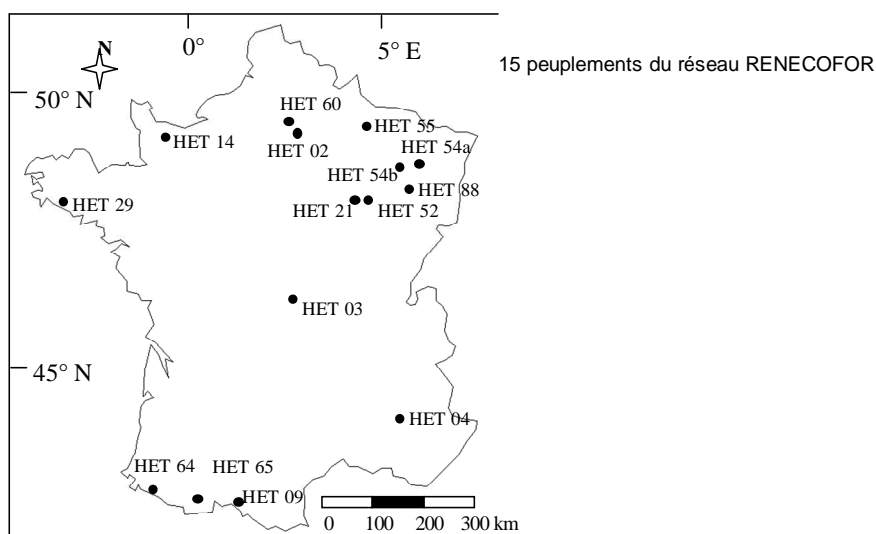 0° 5° E
N
15 peuplements du réseau RENECOFOR
50° N
HET 60
HET 55
HET 14
HET 02
HET 54a
HET 54b
HET 88
HET 29
HET 21
HET 52
HET 03
45° N
HET 04
HET 64
HET 65
HET 09
0 100 200 300 km